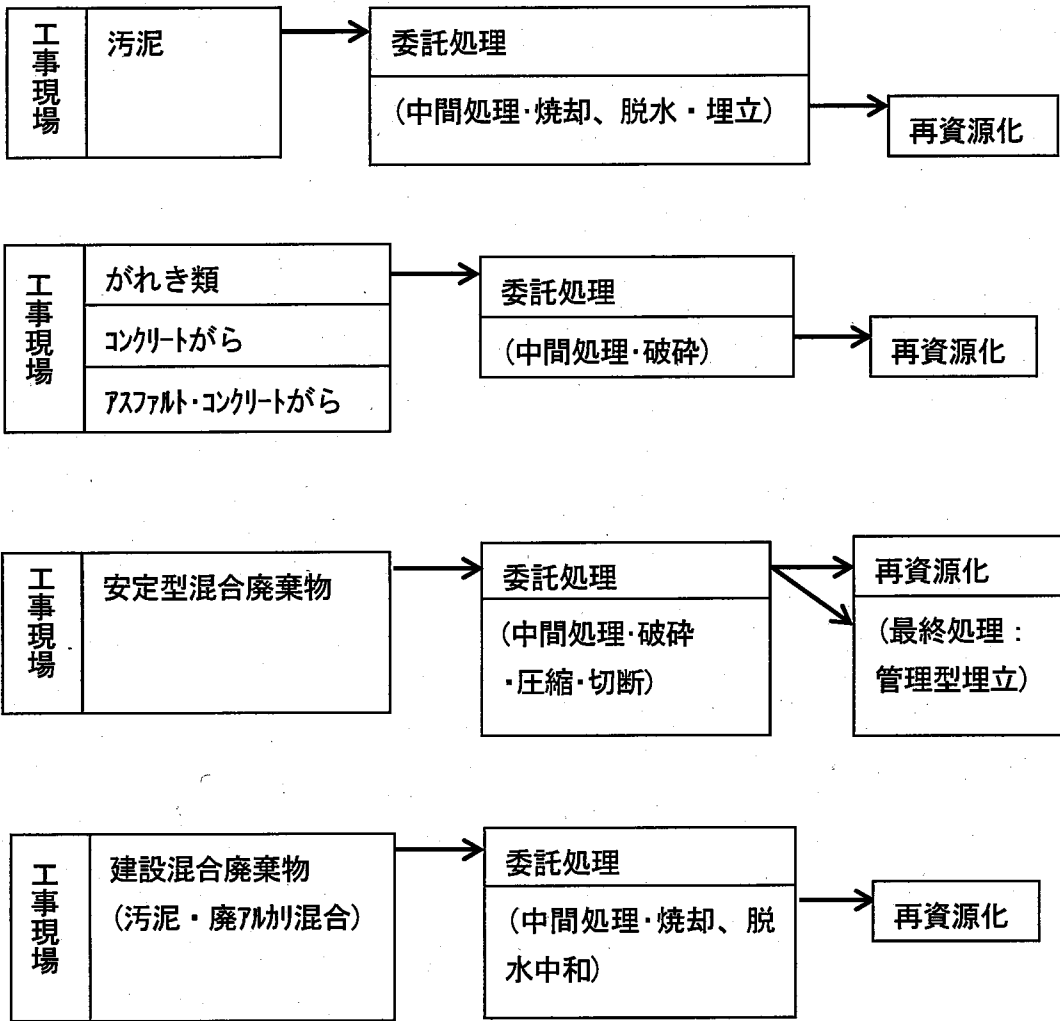 工事現場
汚泥
委託処理
(中間処理・焼却、脱水・埋立)
再資源化
工事現場
がれき類
コンクリートがら
アスファルト・コンクリートがら
委託処理
(中間処理・破砕)
再資源化
工事現場
安定型混合廃棄物
委託処理
(中間処理・破砕
・圧縮・切断)
再資源化
(最終処理:
管理型埋立)
工事現場
建設混合廃棄物
(汚泥・廃アルカリ混合)
委託処理
(中間処理・焼却、脱
水中和)
再資源化